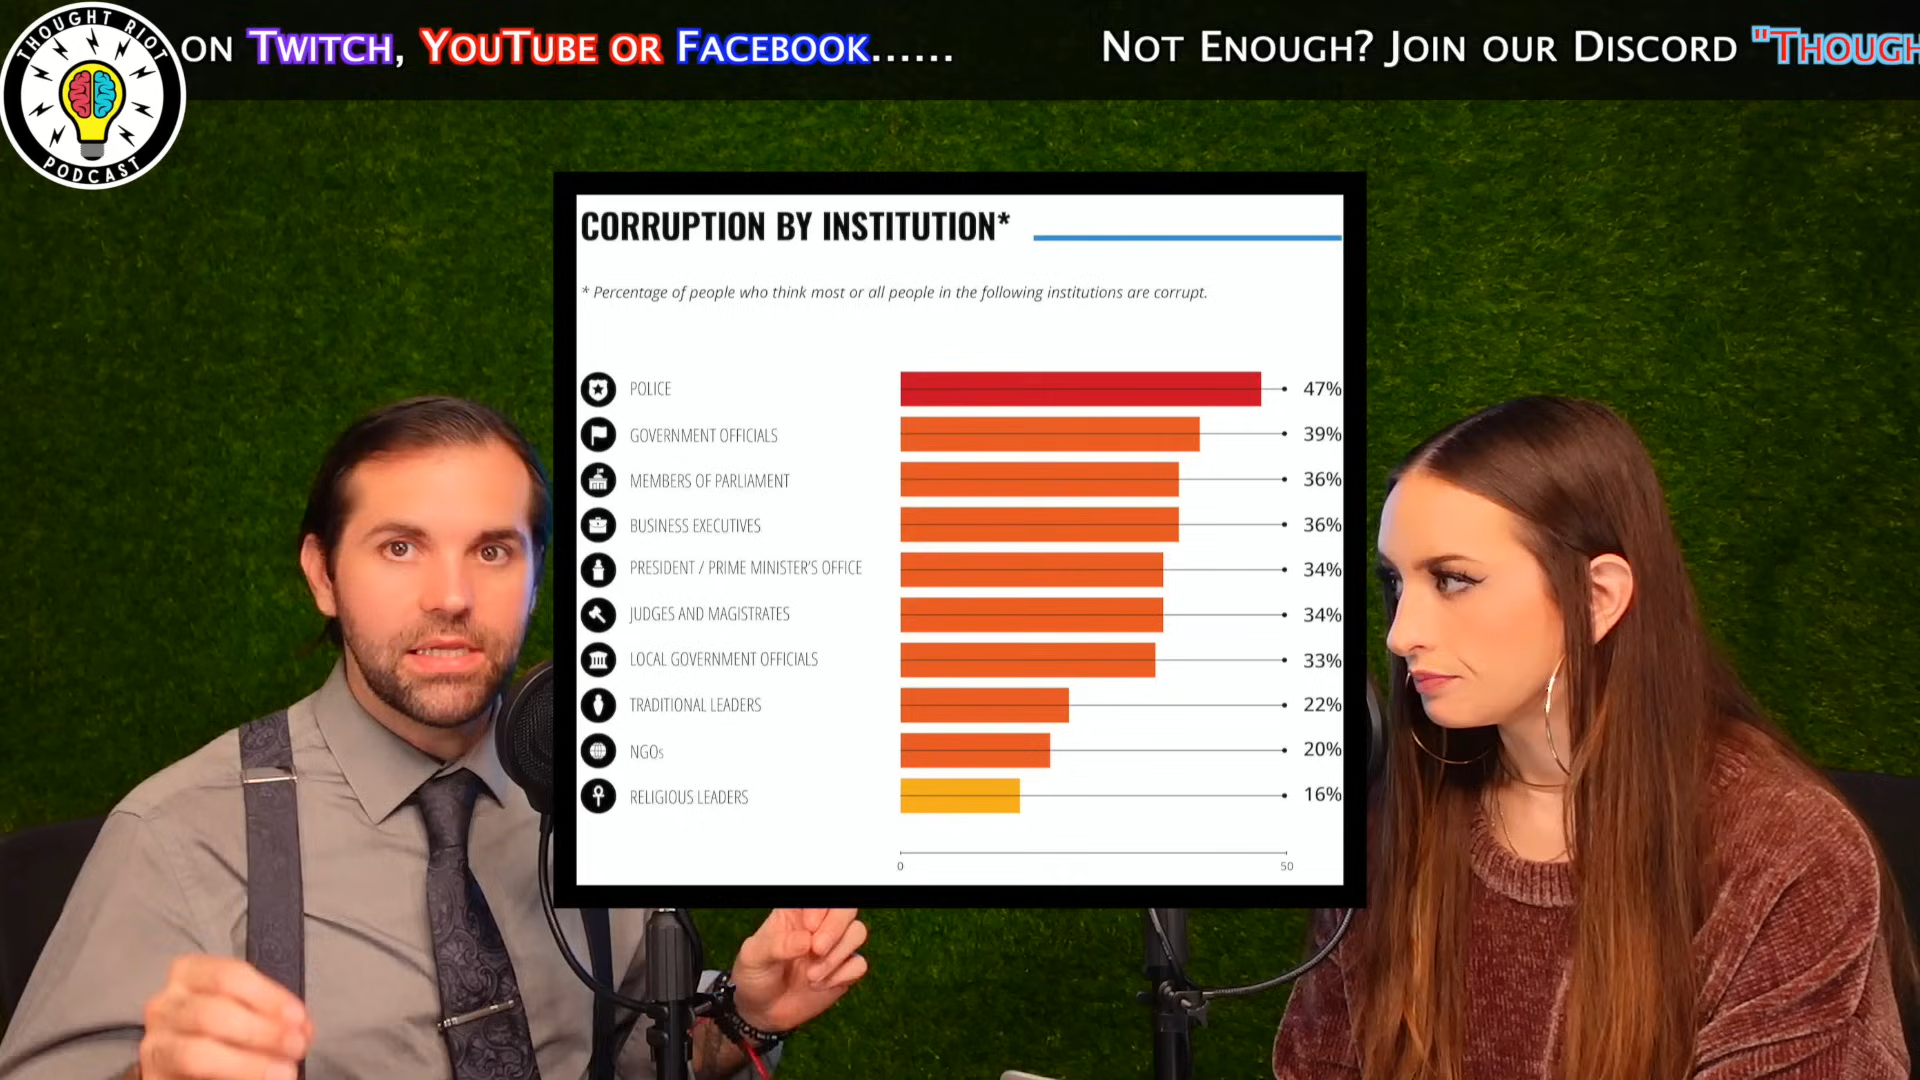 THOUGHT RIOT
PODCAST
ON TWITCH, YOUTUBE OR FACEBOOK...... NOT ENOUGH? JOIN OUR DISCORD "THOUGH
CORRUPTION BY INSTITUTION*
* Percentage of people who think most or all people in the following institutions are corrupt.
POLICE 47%
GOVERNMENT OFFICIALS 39%
MEMBERS OF PARLIAMENT 36%
BUSINESS EXECUTIVES 36%
PRESIDENT / PRIME MINISTER'S OFFICE 34%
JUDGES AND MAGISTRATES 34%
LOCAL GOVERNMENT OFFICIALS 33%
TRADITIONAL LEADERS 22%
NGOs 20%
RELIGIOUS LEADERS 16%
0 50